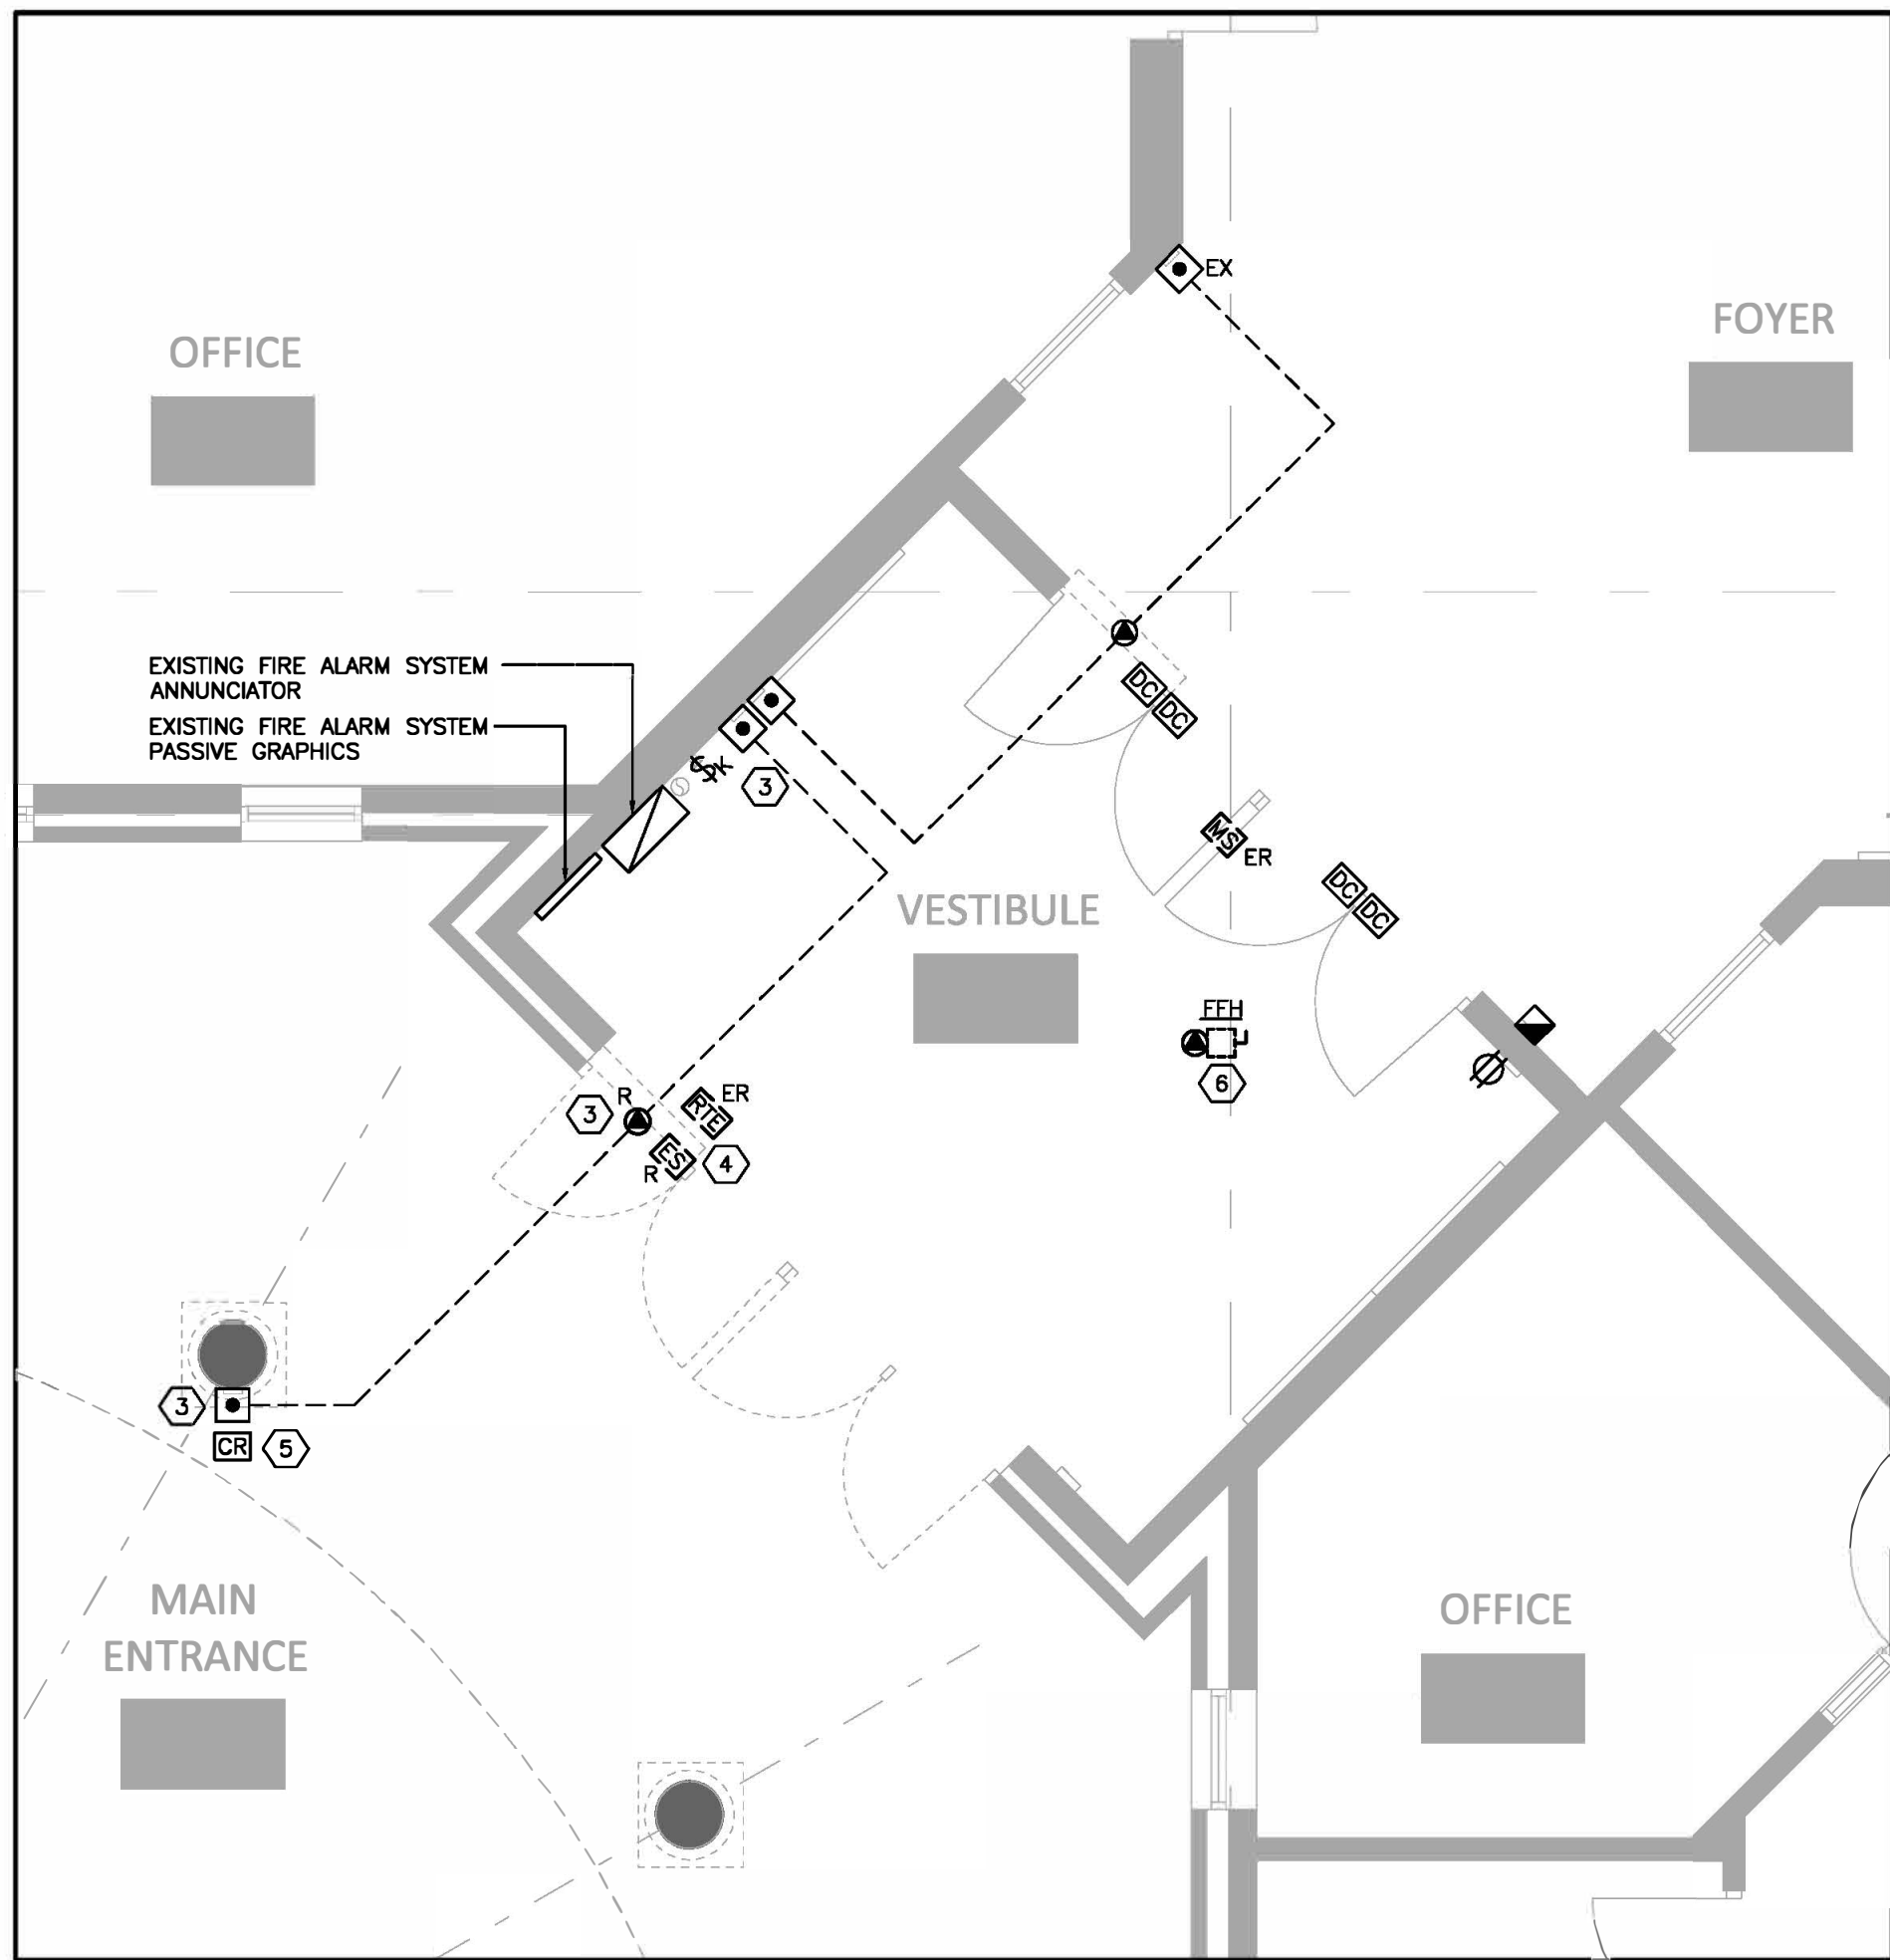 EX
FOYER
OFFICE
EXISTING FIRE ALARM SYSTEM
ANNUNCIATOR
EXISTING FIRE ALARM SYSTEM
PASSIVE GRAPHICS
DC
DC
$K
3
MS
ER
DC
DC
VESTIBULE
FFH
6
R
3
RTE
ER
ES
R
4
3
CR
5
MAIN
ENTRANCE
OFFICE